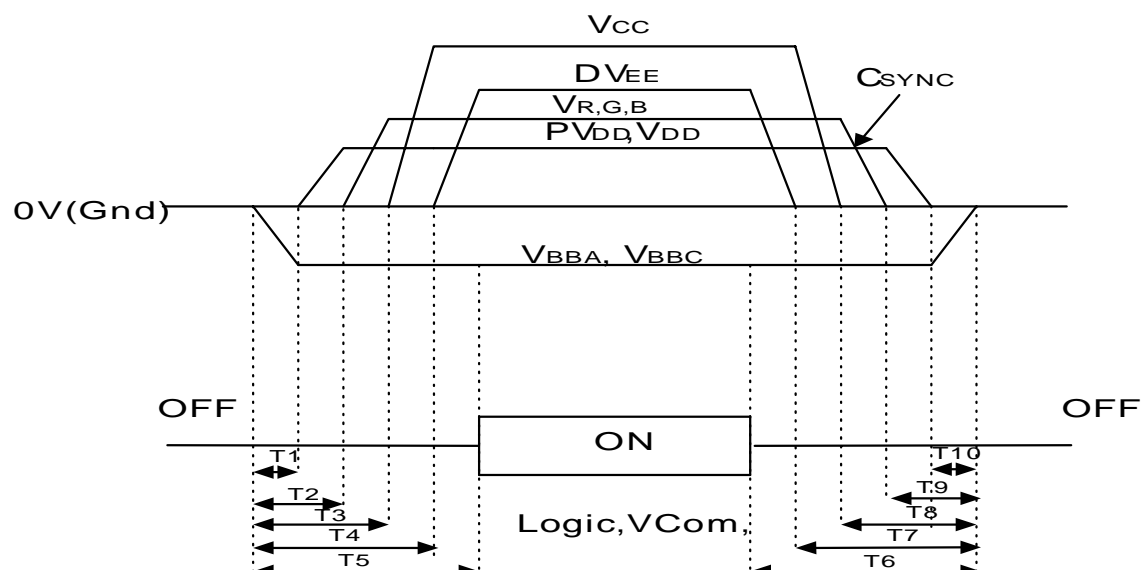 VCC
DVEE
CSYNC
VR,G,B
PVDD,VDD
0V(Gnd)
VBBA, VBBC
OFF
OFF
ON
T1
T10
T2
T9
T3
Logic,VCom,
T8
T4
T7
T5
T6